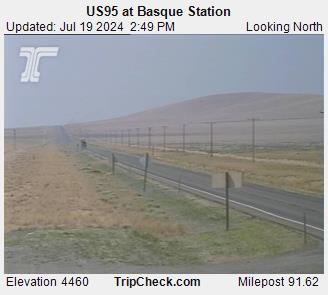 US95 at Basque Station
Updated: Jul 19 2024 2:49 PM Looking North
Elevation 4460 TripCheck.com Milepost 91.62